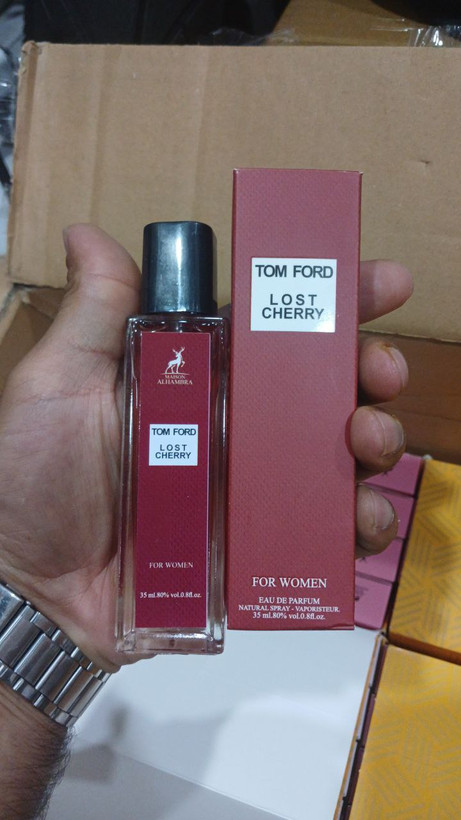 MAISON
ALHAMBRA
TOM FORD
LOST
CHERRY
FOR WOMEN
35 ml.80% vol.0.8fl.oz.
TOM FORD
LOST
CHERRY
FOR WOMEN
EAU DE PARFUM
NATURAL SPRAY - VAPORISTEUR.
35 ml.80% vol.0.8fl.oz.